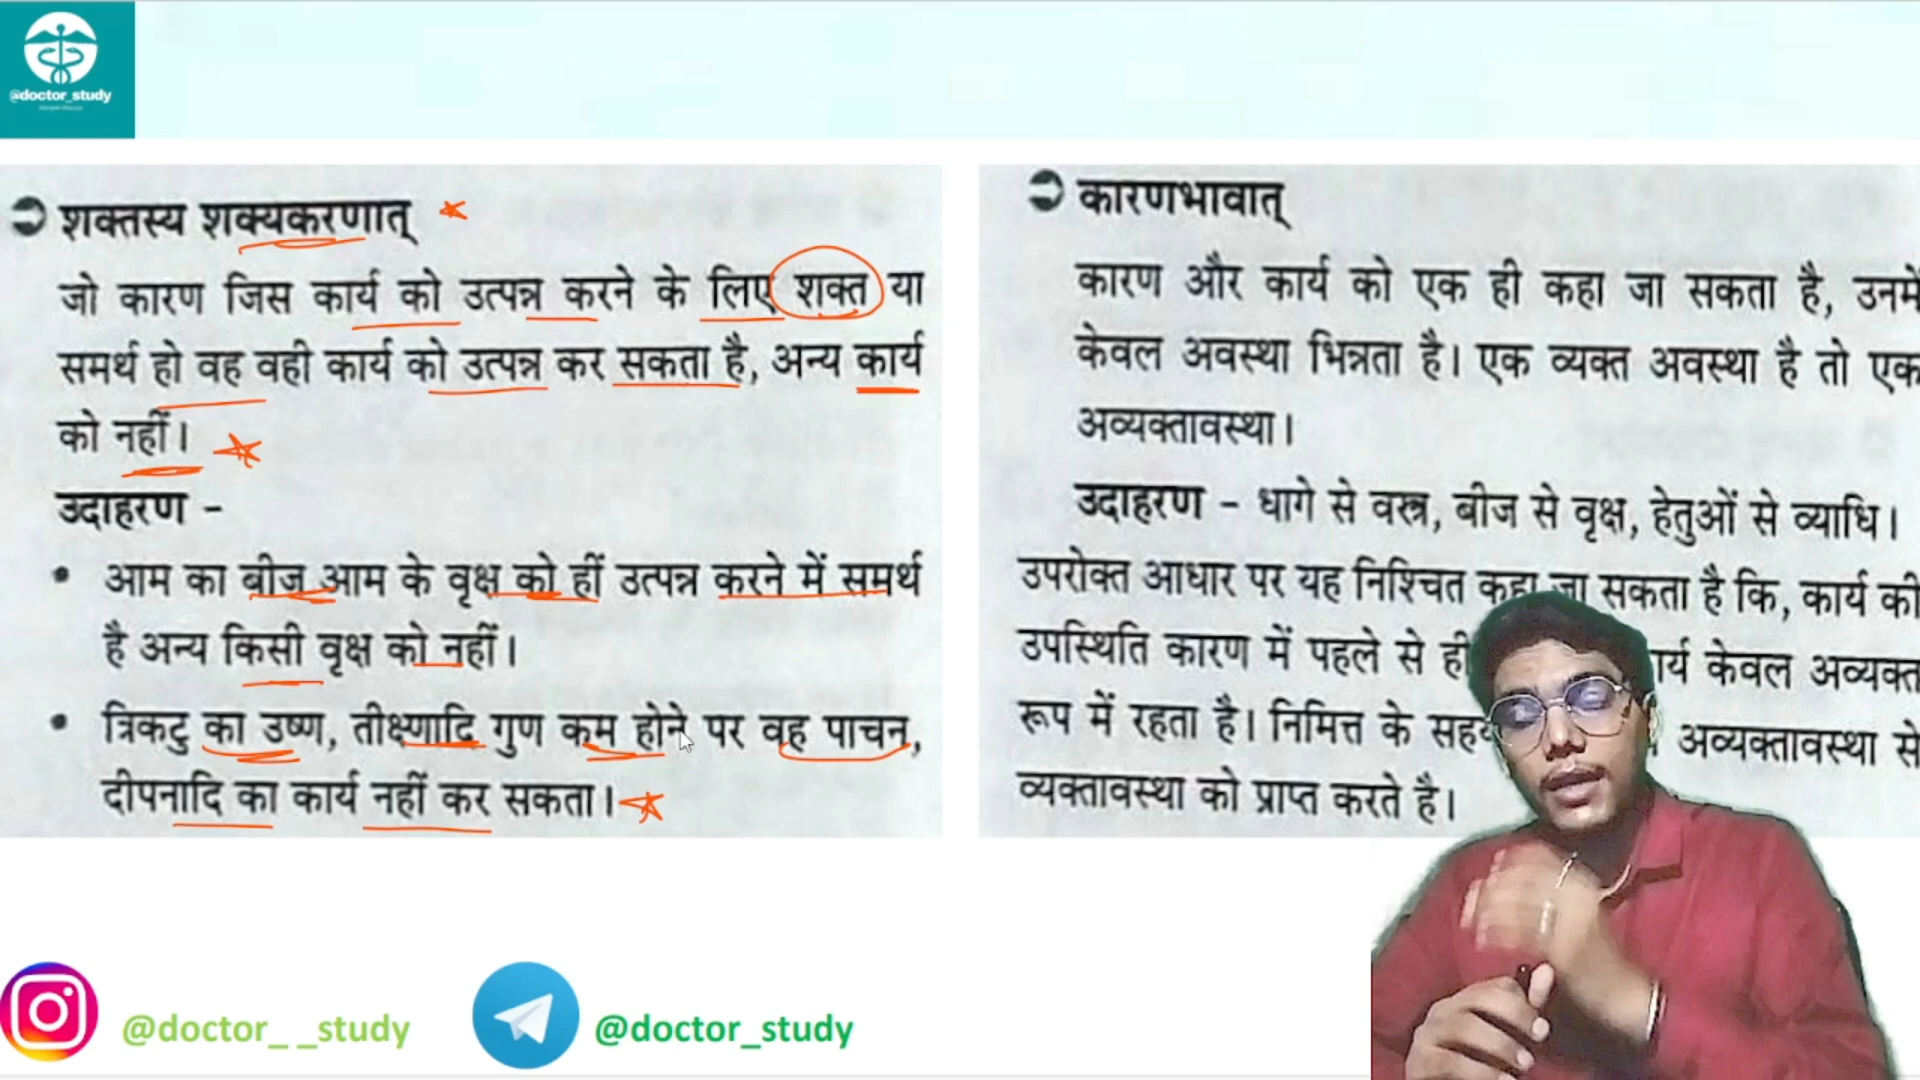 @doctor_study
शक्तस्य शक्यकरणात्
जो कारण जिस कार्य को उत्पन्न करने के लिए शक्त या
समर्थ हो वह वही कार्य को उत्पन्न कर सकता है, अन्य कार्य
को नहीं।
उदाहरण -
• आम का बीज आम के वृक्ष को हीं उत्पन्न करने में समर्थ
है अन्य किसी वृक्ष को नहीं।
• त्रिकटु का उष्ण, तीक्ष्णादि गुण कम होने पर वह पाचन,
दीपनादि का कार्य नहीं कर सकता।
कारणभावात्
कारण और कार्य को एक ही कहा जा सकता है, उनमें
केवल अवस्था भिन्नता है। एक व्यक्त अवस्था है तो एक
अव्यक्तावस्था।
उदाहरण - धागे से वस्त्र, बीज से वृक्ष, हेतुओं से व्याधि।
उपरोक्त आधार पर यह निश्चित कहा जा सकता है कि, कार्य की
उपस्थिति कारण में पहले से ही केवल अव्यक्त
रूप में रहता है। निमित्त के अव्यक्तावस्था से
व्यक्तावस्था को प्राप्त करते है।
@doctor_ _study
@doctor_study